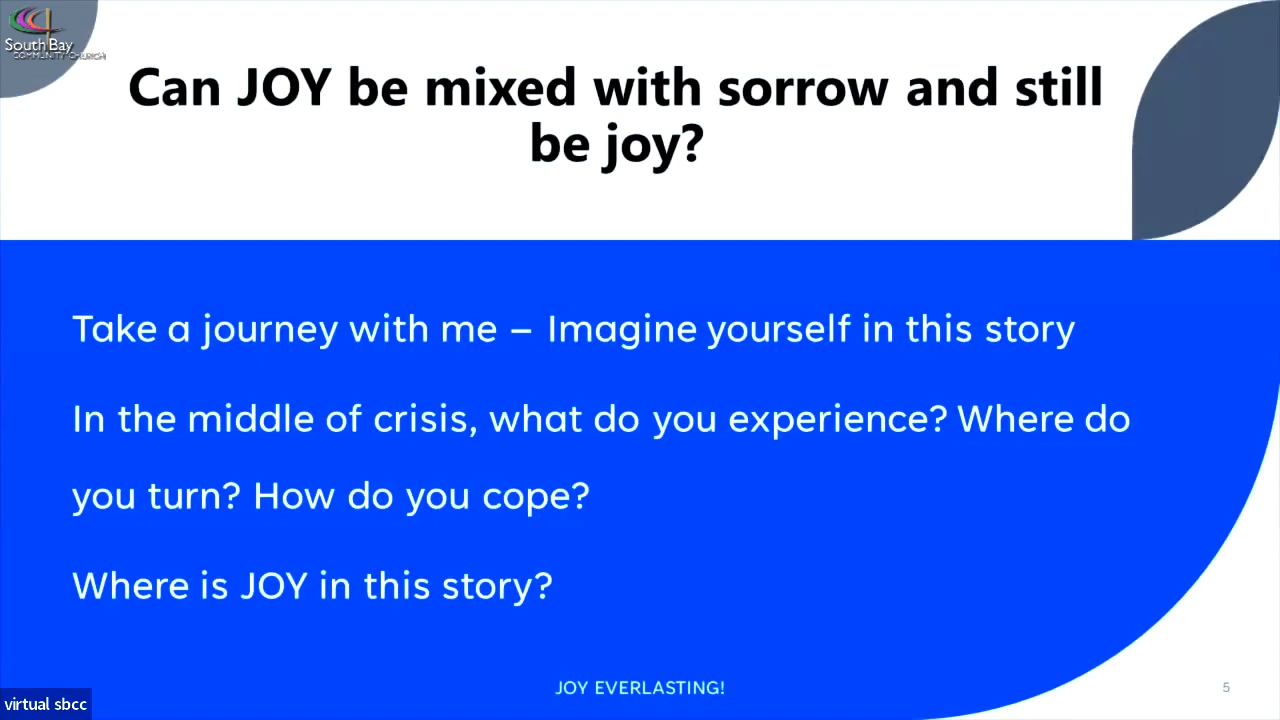 South Bay
COMMUNITY CHURCH
Can JOY be mixed with sorrow and still
be joy?
Take a journey with me – Imagine yourself in this story
In the middle of crisis, what do you experience? Where do
you turn? How do you cope?
Where is JOY in this story?
JOY EVERLASTING!
5
virtual sbcc